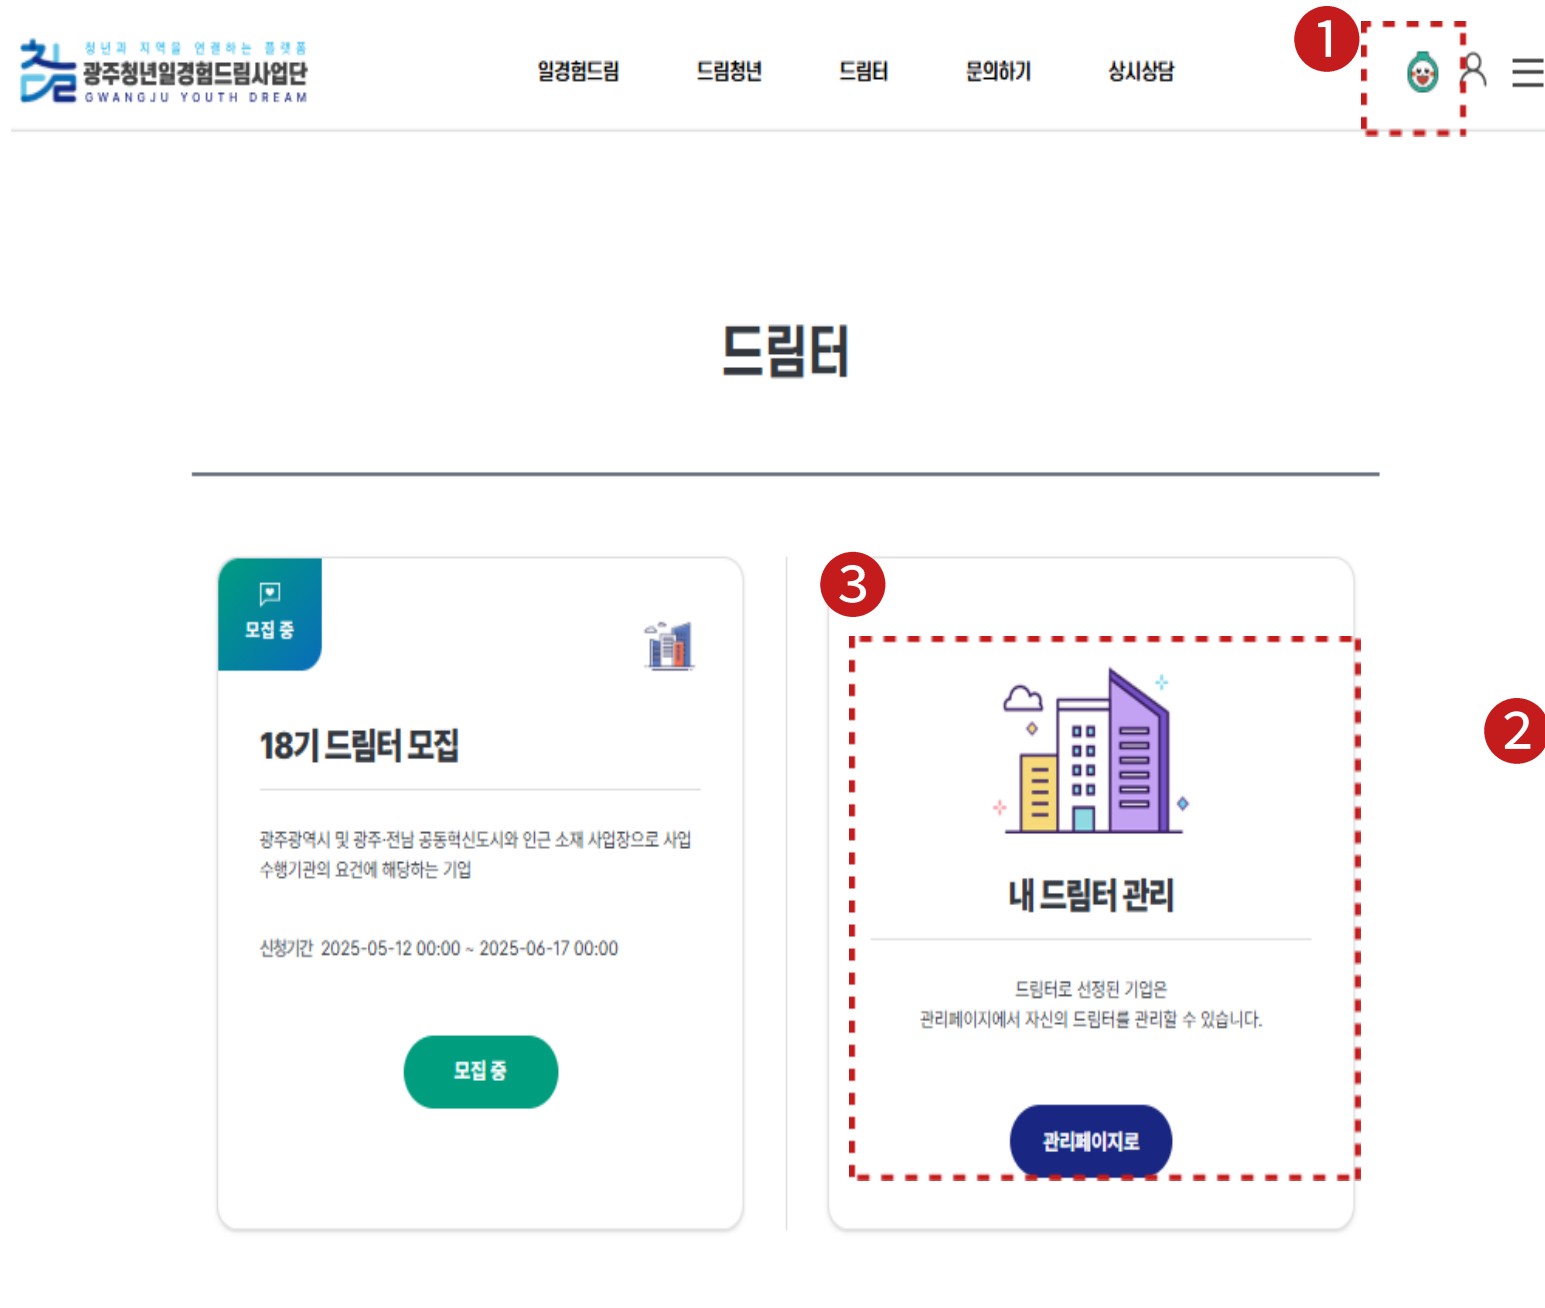 청년과 지역을 연결하는 플랫폼
광주청년일경험드림사업단
GWANGJU YOUTH DREAM
일경험드림
드림청년
드림터
문의하기
상시상담
1
드림터
모집 중
18기 드림터 모집
광주광역시 및 광주·전남 공동혁신도시와 인근 소재 사업장으로 사업
수행기관의 요건에 해당하는 기업
신청기간 2025-05-12 00:00 ~ 2025-06-17 00:00
모집 중
3
내 드림터 관리
드림터로 선정된 기업은
관리페이지에서 자신의 드림터를 관리할 수 있습니다.
관리페이지로
2